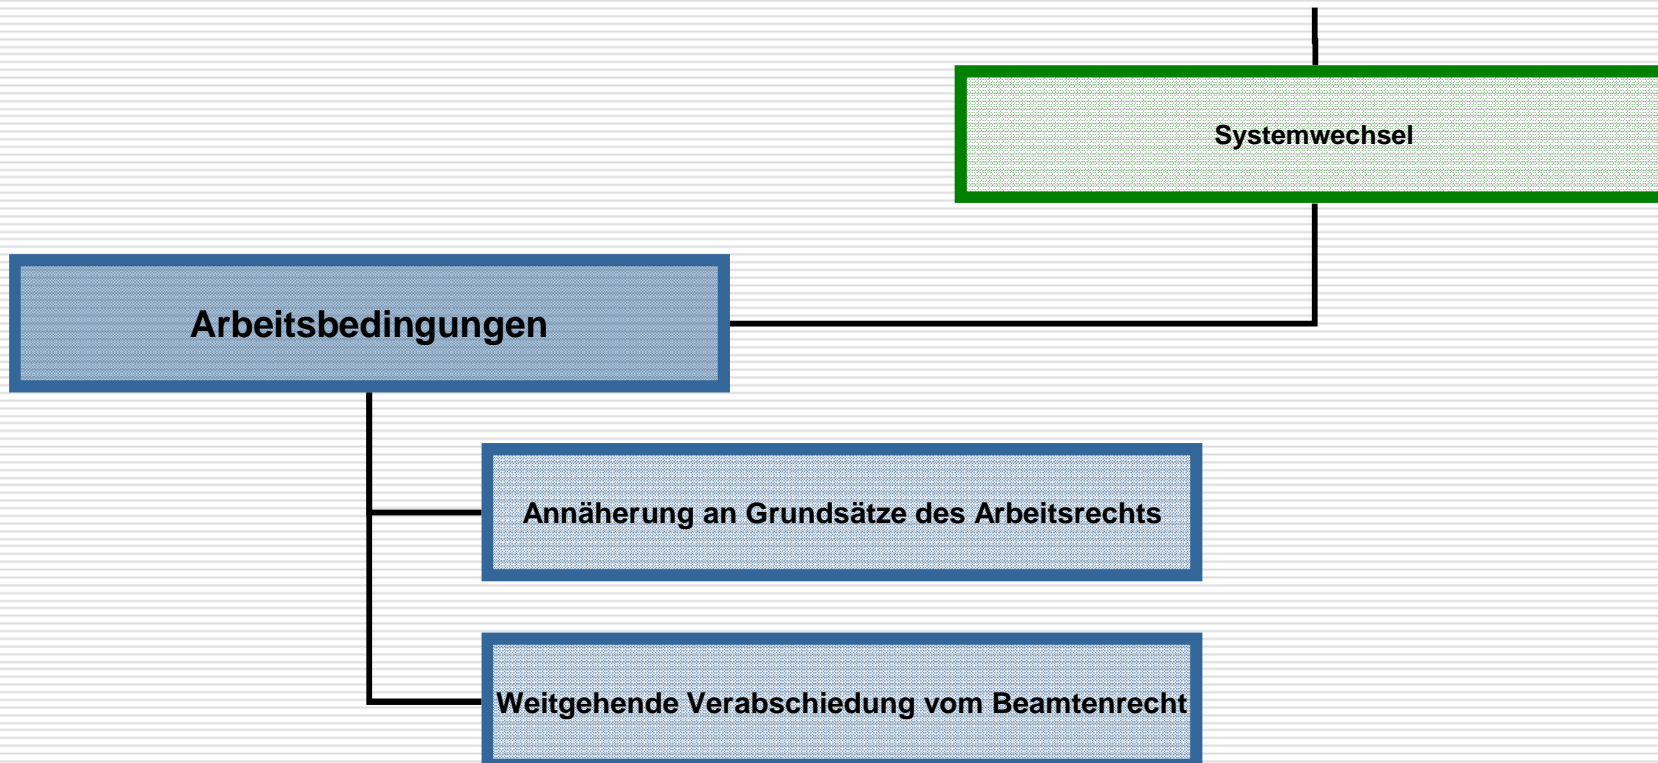 Systemwechsel
Arbeitsbedingungen
Annäherung an Grundsätze des Arbeitsrechts
Weitgehende Verabschiedung vom Beamtenrecht